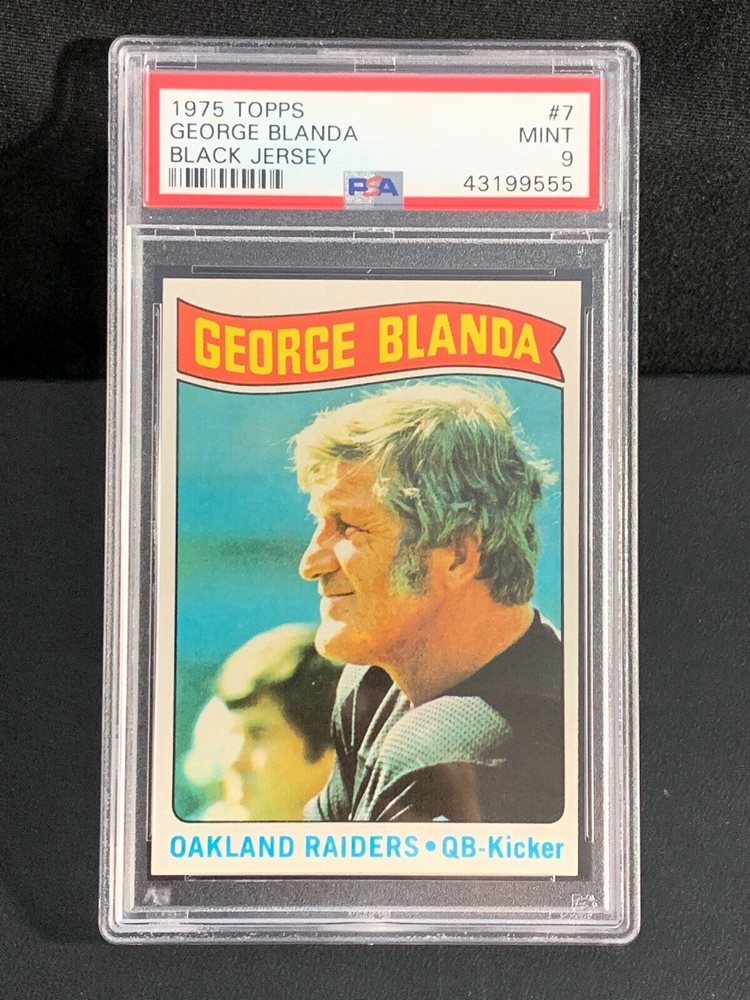 1975 TOPPS #7
GEORGE BLANDA MINT
BLACK JERSEY 9
PSA 43199555
GEORGE BLANDA
OAKLAND RAIDERS • QB-Kicker